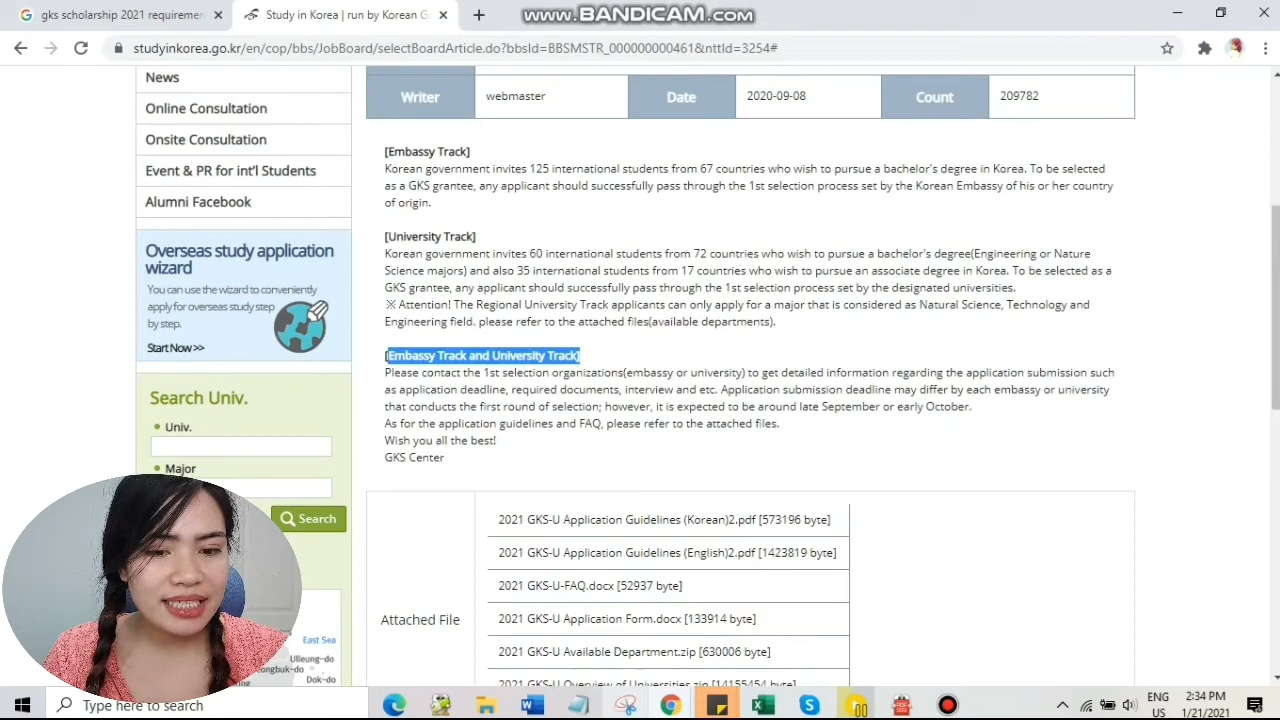 gks scholarship 2021 requiremen
Study in Korea | run by Korean G
www.BANDICAM.com
studyinkorea.go.kr/en/cop/bbs/JobBoard/selectBoardArticle.do?bbsId=BBSMSTR_000000000461&nttId=3254#
News
Online Consultation
Onsite Consultation
Event & PR for int'l Students
Alumni Facebook
Overseas study application
wizard
You can use the wizard to conveniently
apply for overseas study step
by step.
Start Now >>
Search Univ.
Univ.
Major
Search
East Sea
Ulleung-do
ongbuk-do
Dok-do
Writer
webmaster
Date
2020-09-08
Count
209782
[Embassy Track]
Korean government invites 125 international students from 67 countries who wish to pursue a bachelor's degree in Korea. To be selected
as a GKS grantee, any applicant should successfully pass through the 1st selection process set by the Korean Embassy of his or her country
of origin.
[University Track]
Korean government invites 60 international students from 72 countries who wish to pursue a bachelor's degree(Engineering or Nature
Science majors) and also 35 international students from 17 countries who wish to pursue an associate degree in Korea. To be selected as a
GKS grantee, any applicant should successfully pass through the 1st selection process set by the designated universities.
※ Attention! The Regional University Track applicants can only apply for a major that is considered as Natural Science, Technology and
Engineering field. please refer to the attached files(available departments).
[Embassy Track and University Track]
Please contact the 1st selection organizations(embassy or university) to get detailed information regarding the application submission such
as application deadline, required documents, interview and etc. Application submission deadline may differ by each embassy or university
that conducts the first round of selection; however, it is expected to be around late September or early October.
As for the application guidelines and FAQ, please refer to the attached files.
Wish you all the best!
GKS Center
Attached File
2021 GKS-U Application Guidelines (Korean)2.pdf [573196 byte]
2021 GKS-U Application Guidelines (English)2.pdf [1423819 byte]
2021 GKS-U-FAQ.docx [52937 byte]
2021 GKS-U Application Form.docx [133914 byte]
2021 GKS-U Available Department.zip [630006 byte]
2021 GKS-U Overview of Universities.zip [14155454 byte]
Type here to search
ENG
US
2:34 PM
1/21/2021